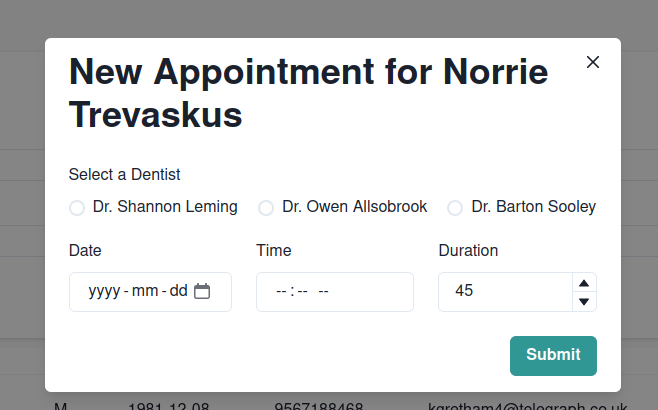 New Appointment for Norrie
Trevaskus
Select a Dentist
Dr. Shannon Leming Dr. Owen Allsobrook Dr. Barton Sooley
Date Time Duration
yyyy-mm-dd --:-- -- 45
Submit
M 1981-12-08 9567188468 kgretham4@telegraph.co.uk